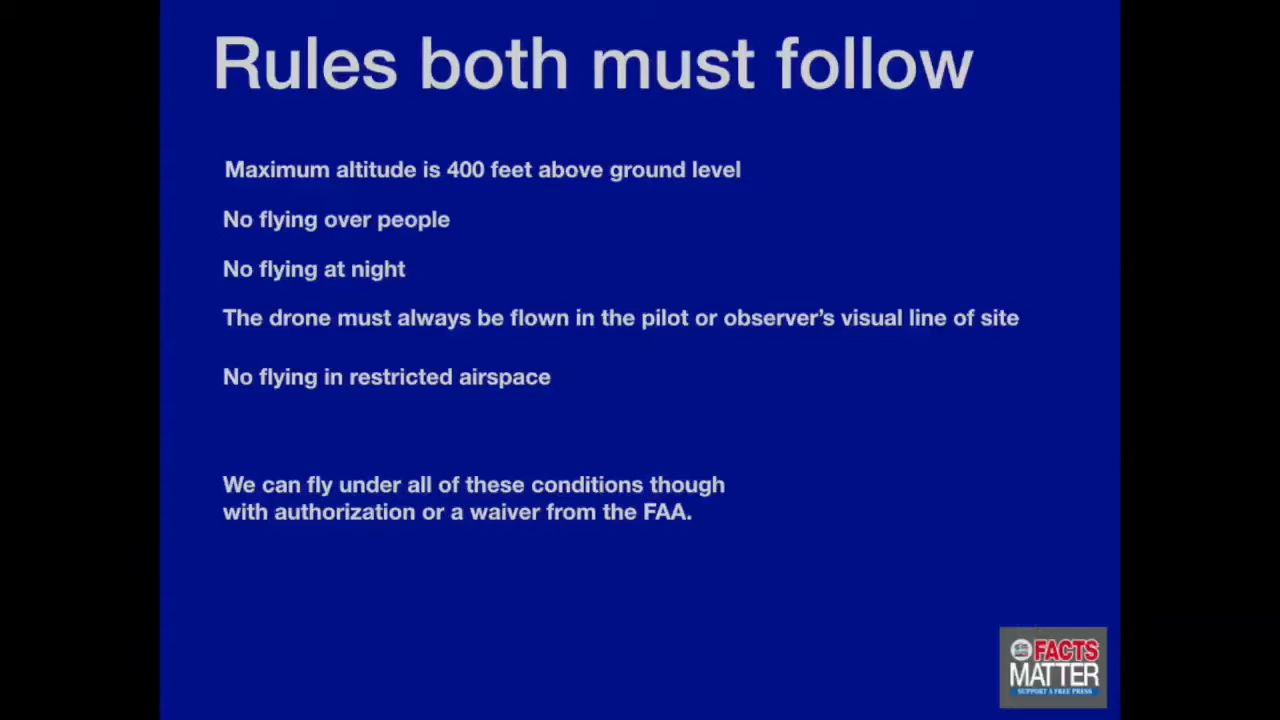 Rules both must follow
Maximum altitude is 400 feet above ground level
No flying over people
No flying at night
The drone must always be flown in the pilot or observer's visual line of site
No flying in restricted airspace
We can fly under all of these conditions though
with authorization or a waiver from the FAA.
FACTS
MATTER
SUPPORT A FREE PRESS